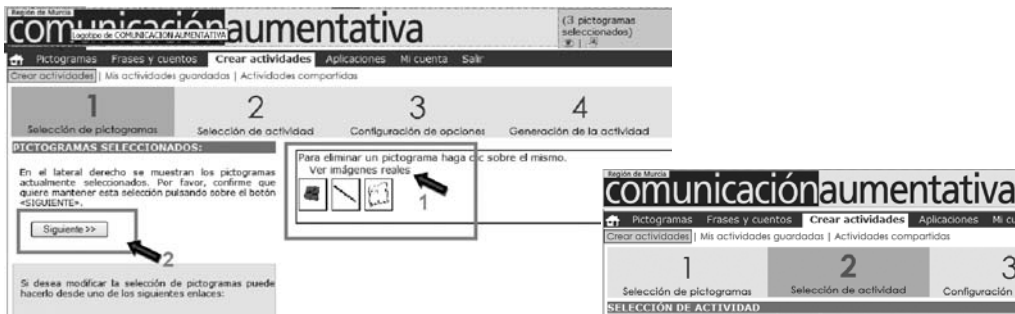 Región de Murcia
comunicaciónaumentativa
Logotipo de COMUNICACION AUMENTATIVA
(3 pictogramas
seleccionados)
Pictogramas Frases y cuentos Crear actividades Aplicaciones Mi cuenta Salir
Crear actividades | Mis actividades guardadas | Actividades compartidas
1 2 3 4
Selección de pictogramas Selección de actividad Configuración de opciones Generación de la actividad
PICTOGRAMAS SELECCIONADOS:
En el lateral derecho se muestran los pictogramas
actualmente seleccionados. Por favor, confirme que
quiere mantener esta selección pulsando sobre el botón
«SIGUIENTE».
Siguiente >>
2
Si desea modificar la selección de pictogramas puede
hacerlo desde uno de los siguientes enlaces:
Para eliminar un pictograma haga clic sobre el mismo.
Ver imágenes reales
1
Región de Murcia
comunicaciónaumentativa
Pictogramas Frases y cuentos Crear actividades Aplicaciones Mi cu
Crear actividades | Mis actividades guardadas | Actividades compartidas
1 2 3
Selección de pictogramas Selección de actividad Configuración
SELECCIÓN DE ACTIVIDAD